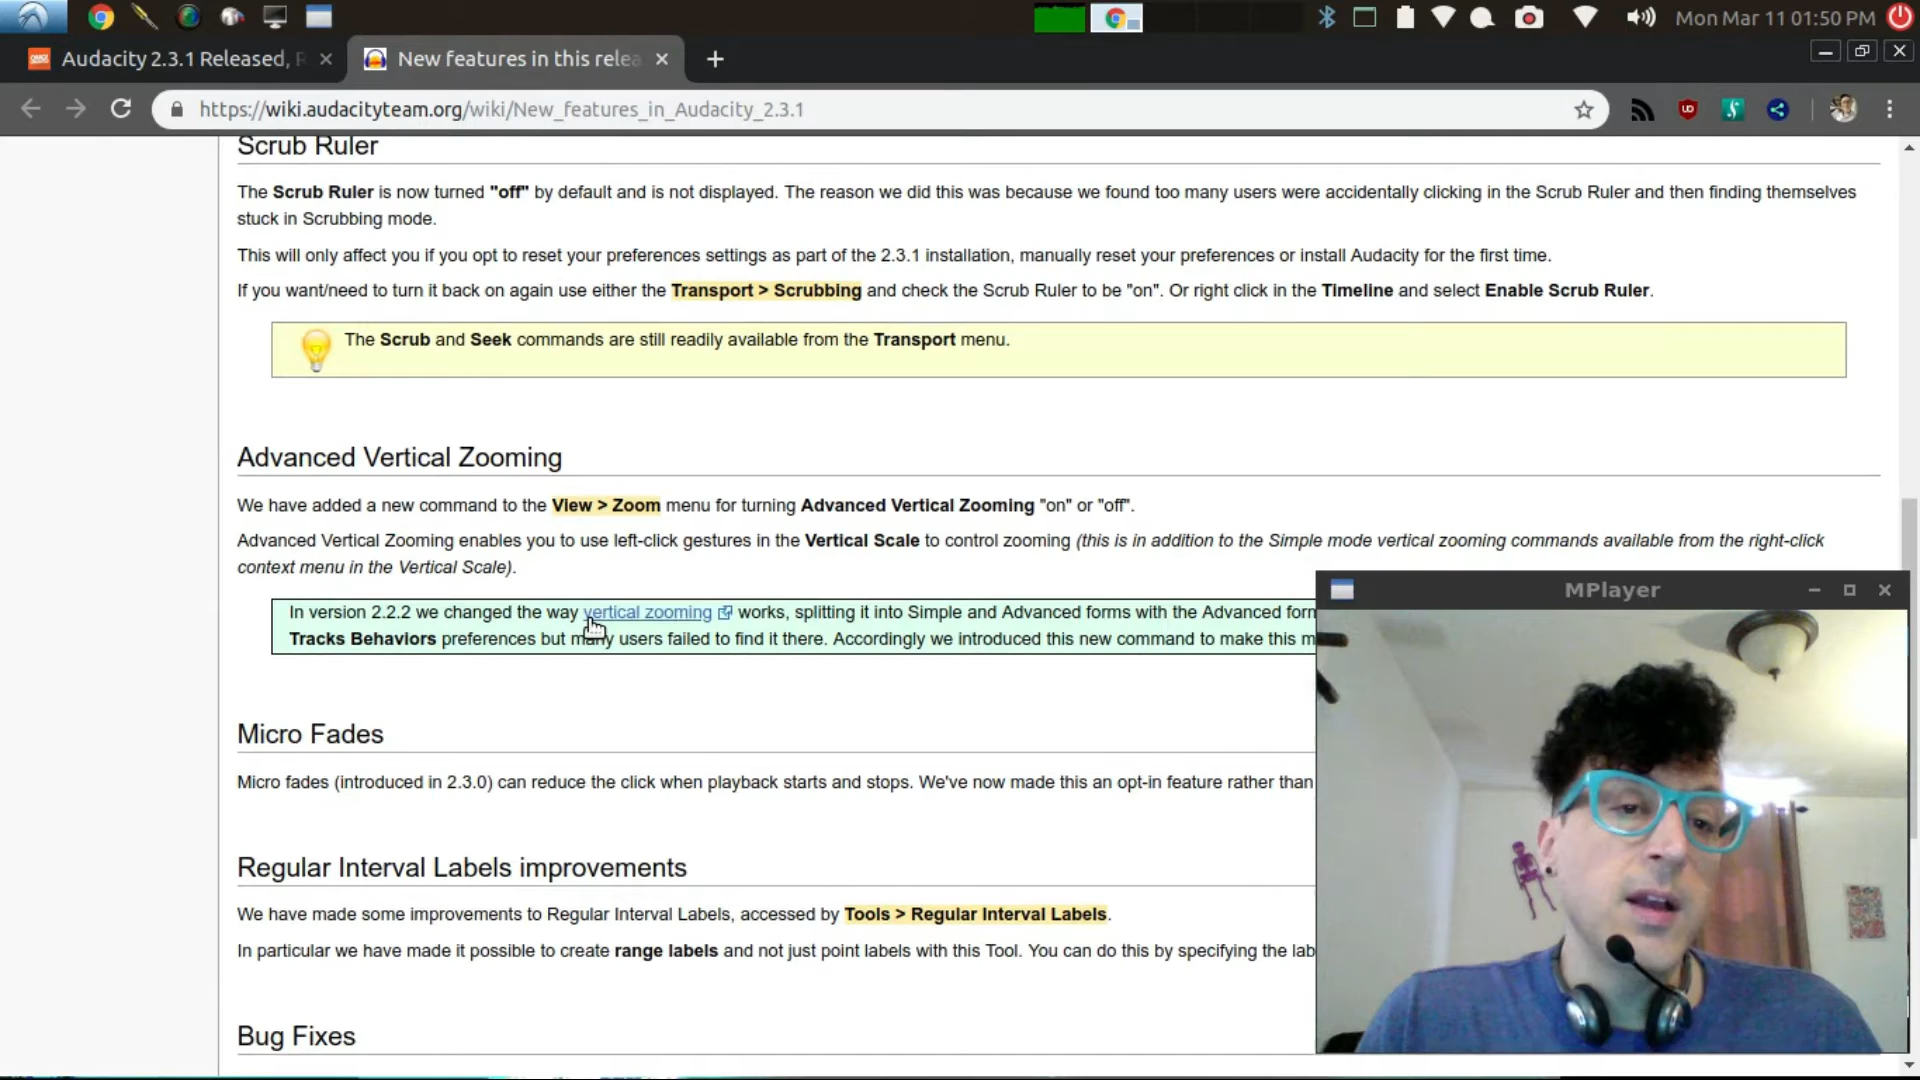 Mon Mar 11 01:50 PM
Audacity 2.3.1 Released,
New features in this relea
https://wiki.audacityteam.org/wiki/New_features_in_Audacity_2.3.1
Scrub Ruler
The Scrub Ruler is now turned "off" by default and is not displayed. The reason we did this was because we found too many users were accidentally clicking in the Scrub Ruler and then finding themselves
stuck in Scrubbing mode.
This will only affect you if you opt to reset your preferences settings as part of the 2.3.1 installation, manually reset your preferences or install Audacity for the first time.
If you want/need to turn it back on again use either the Transport > Scrubbing and check the Scrub Ruler to be "on". Or right click in the Timeline and select Enable Scrub Ruler.
The Scrub and Seek commands are still readily available from the Transport menu.
Advanced Vertical Zooming
We have added a new command to the View > Zoom menu for turning Advanced Vertical Zooming "on" or "off".
Advanced Vertical Zooming enables you to use left-click gestures in the Vertical Scale to control zooming (this is in addition to the Simple mode vertical zooming commands available from the right-click
context menu in the Vertical Scale).
In version 2.2.2 we changed the way vertical zooming works, splitting it into Simple and Advanced forms with the Advanced forn
Tracks Behaviors preferences but many users failed to find it there. Accordingly we introduced this new command to make this m
MPlayer
Micro Fades
Micro fades (introduced in 2.3.0) can reduce the click when playback starts and stops. We've now made this an opt-in feature rather than
Regular Interval Labels improvements
We have made some improvements to Regular Interval Labels, accessed by Tools > Regular Interval Labels.
In particular we have made it possible to create range labels and not just point labels with this Tool. You can do this by specifying the lab
Bug Fixes